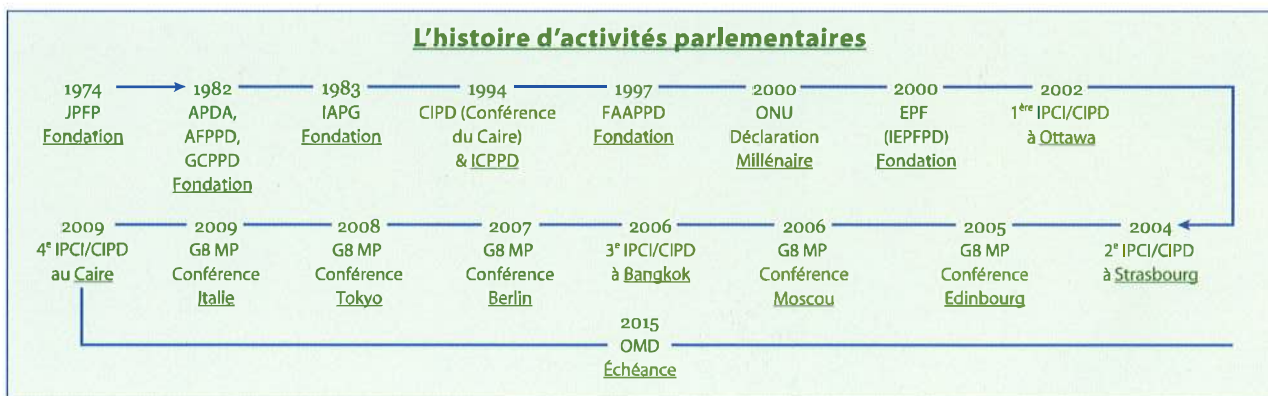 L'histoire d'activités parlementaires
1974
JPFP
Fondation
1982
APDA,
AFPPD,
GCPPD
Fondation
1983
IAPG
Fondation
1994
CIPD (Conférence
du Caire)
& ICPPD
1997
FAAPPD
Fondation
2000
ONU
Déclaration
Millénaire
2000
EPF
(IEPFPD)
Fondation
2002
1ère IPCI/CIPD
à Ottawa
2004
2e IPCI/CIPD
à Strasbourg
2005
G8 MP
Conférence
Edinbourg
2006
G8 MP
Conférence
Moscou
2006
3e IPCI/CIPD
à Bangkok
2007
G8 MP
Conférence
Berlin
2008
G8 MP
Conférence
Tokyo
2009
G8 MP
Conférence
Italie
2009
4e IPCI/CIPD
au Caire
2015
OMD
Échéance